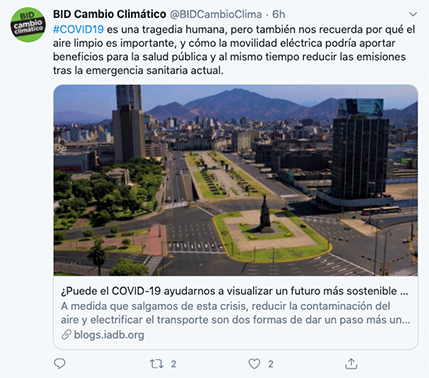 BID
cambio
climático
BID Cambio Climático @BIDCambioClima · 6h
#COVID19 es una tragedia humana, pero también nos recuerda por qué el
aire limpio es importante, y cómo la movilidad eléctrica podría aportar
beneficios para la salud pública y al mismo tiempo reducir las emisiones
tras la emergencia sanitaria actual.
¿Puede el COVID-19 ayudarnos a visualizar un futuro más sostenible ...
A medida que salgamos de esta crisis, reducir la contaminación del
aire y electrificar el transporte son dos formas de dar un paso más un...
blogs.iadb.org
2
2